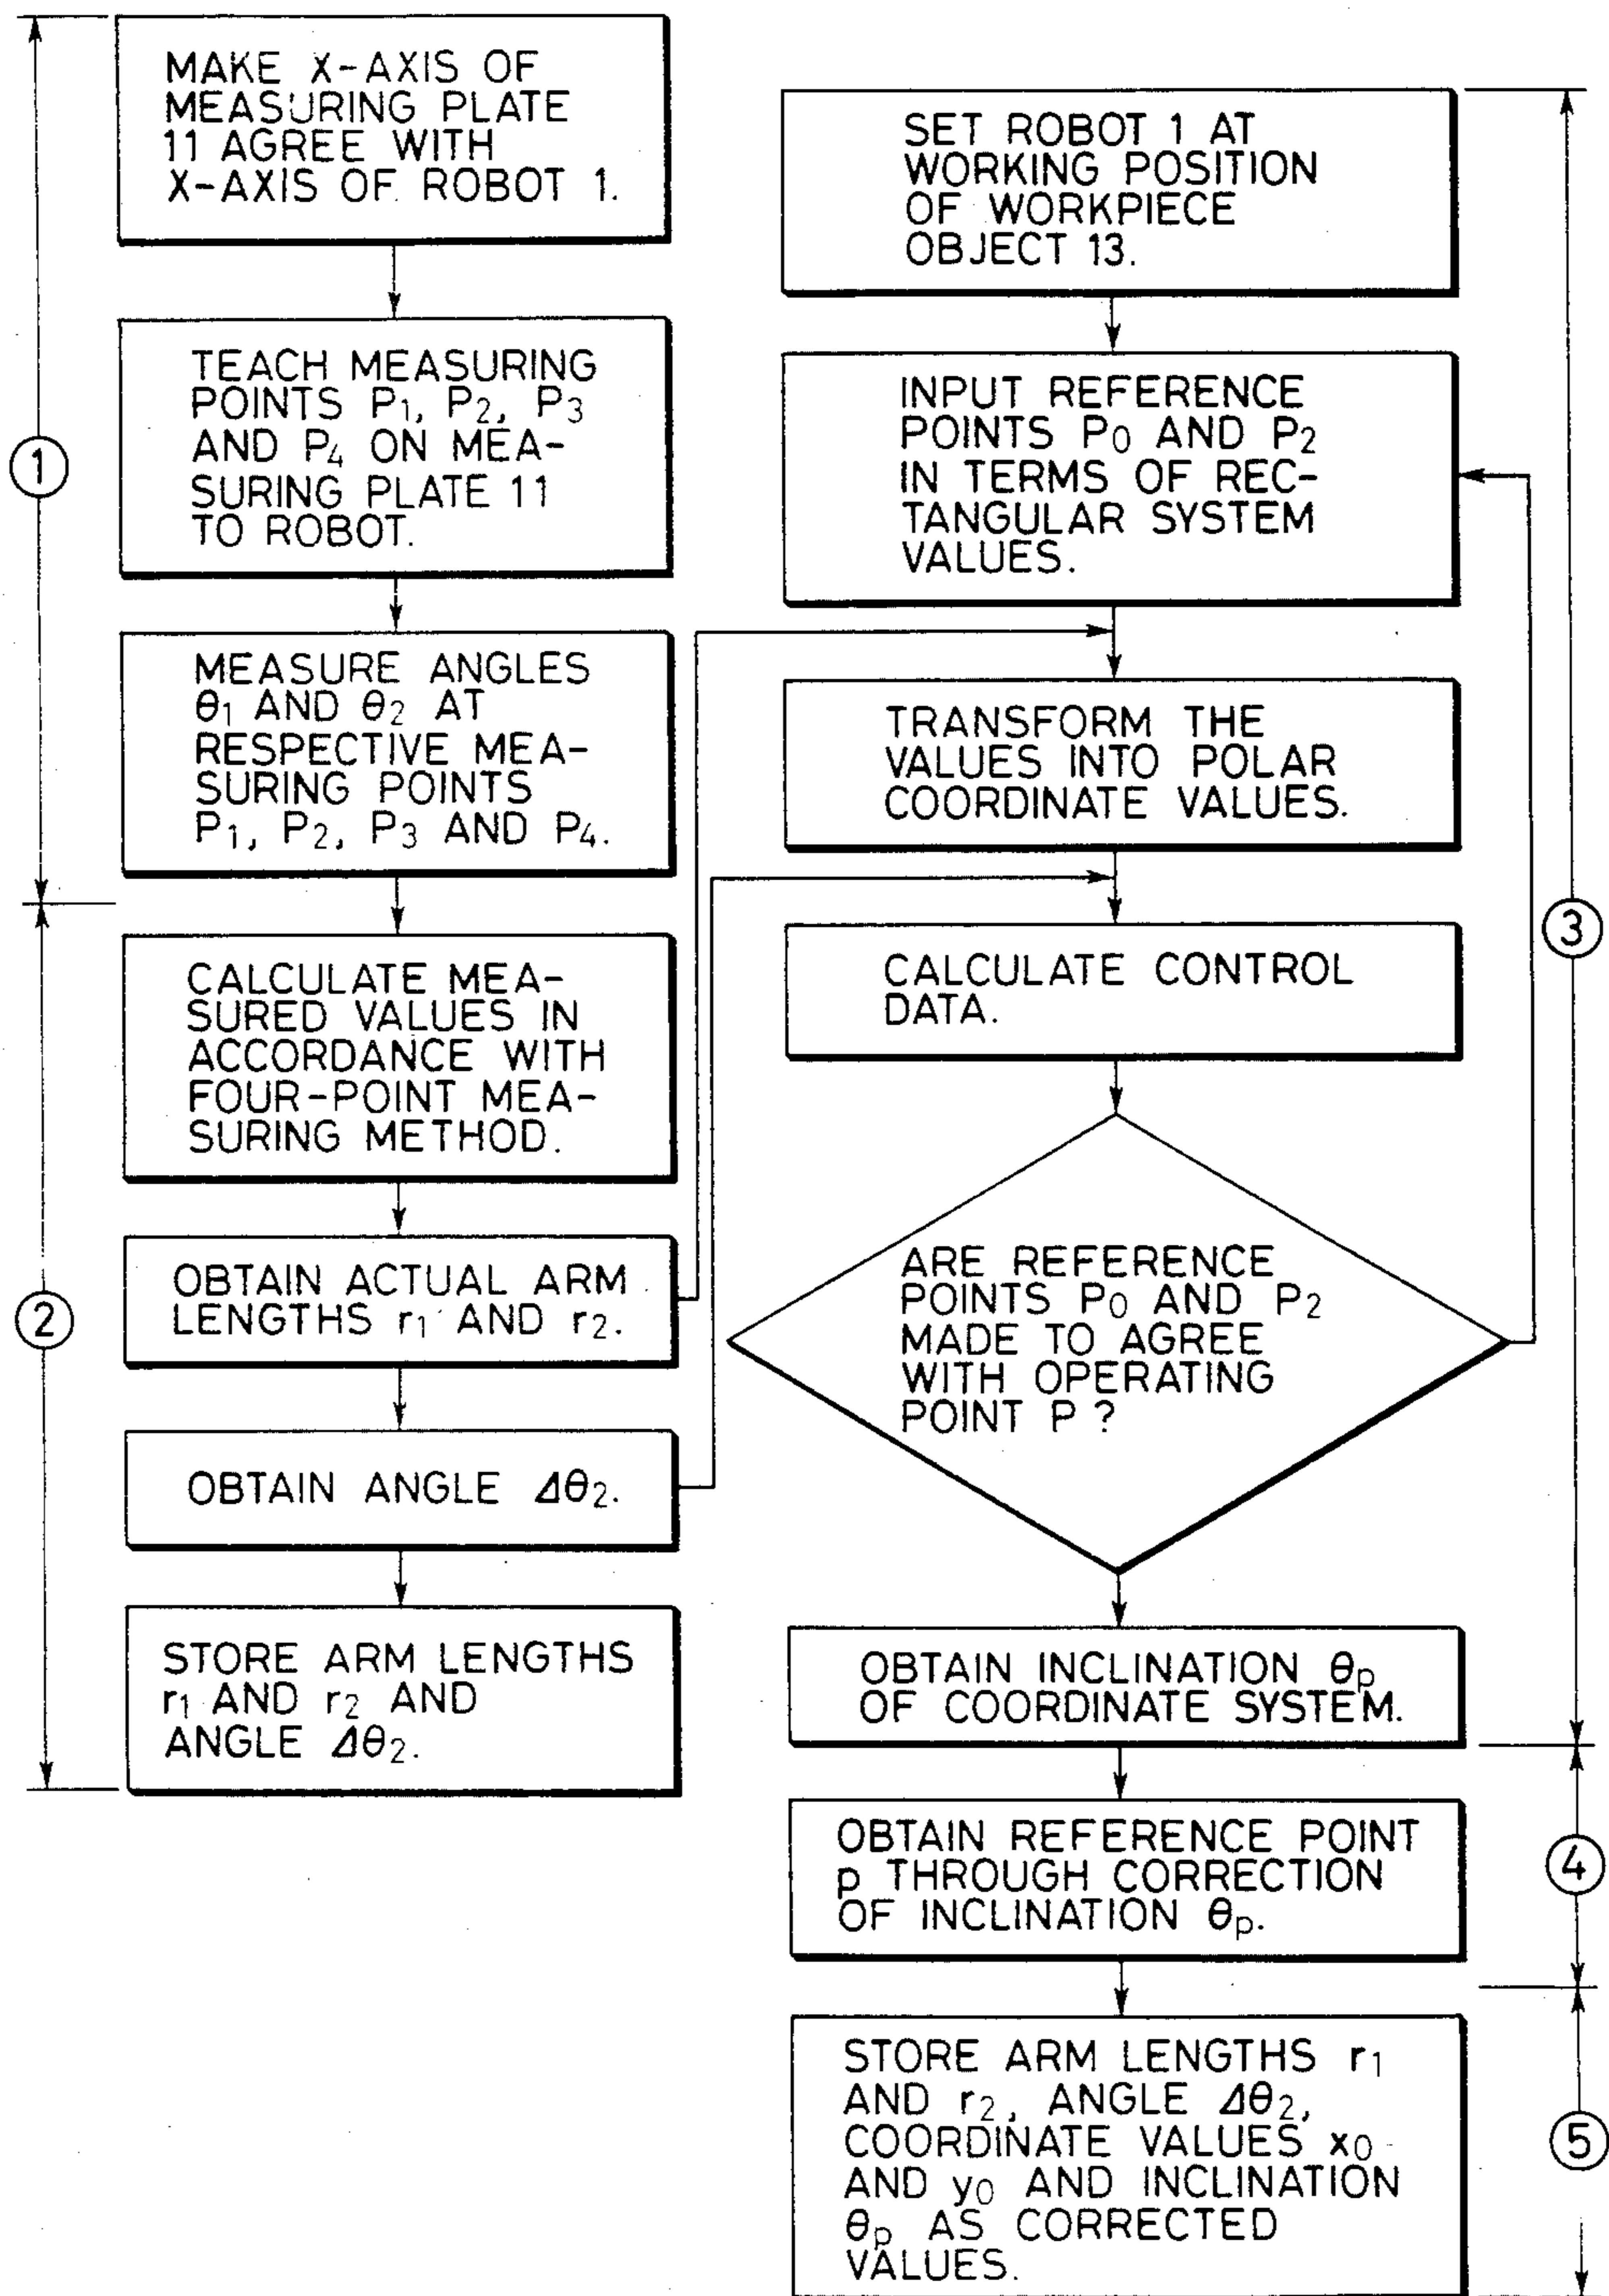 MAKE X-AXIS OF
MEASURING PLATE
11 AGREE WITH
X-AXIS OF ROBOT 1.
TEACH MEASURING
POINTS P1, P2, P3
AND P4 ON MEA-
SURING PLATE 11
TO ROBOT.
①
MEASURE ANGLES
θ1 AND θ2 AT
RESPECTIVE MEA-
SURING POINTS
P1, P2, P3 AND P4.
CALCULATE MEA-
SURED VALUES IN
ACCORDANCE WITH
FOUR-POINT MEA-
SURING METHOD.
OBTAIN ACTUAL ARM
LENGTHS r1 AND r2.
②
OBTAIN ANGLE Δθ2.
STORE ARM LENGTHS
r1 AND r2 AND
ANGLE Δθ2.
SET ROBOT 1 AT
WORKING POSITION
OF WORKPIECE
OBJECT 13.
INPUT REFERENCE
POINTS P0 AND P2
IN TERMS OF REC-
TANGULAR SYSTEM
VALUES.
TRANSFORM THE
VALUES INTO POLAR
COORDINATE VALUES.
③
CALCULATE CONTROL
DATA.
ARE REFERENCE
POINTS P0 AND P2
MADE TO AGREE
WITH OPERATING
POINT P ?
OBTAIN INCLINATION θp
OF COORDINATE SYSTEM.
OBTAIN REFERENCE POINT
p THROUGH CORRECTION
OF INCLINATION θp.
④
STORE ARM LENGTHS r1
AND r2, ANGLE Δθ2,
COORDINATE VALUES x0
AND y0 AND INCLINATION
θp AS CORRECTED
VALUES.
⑤